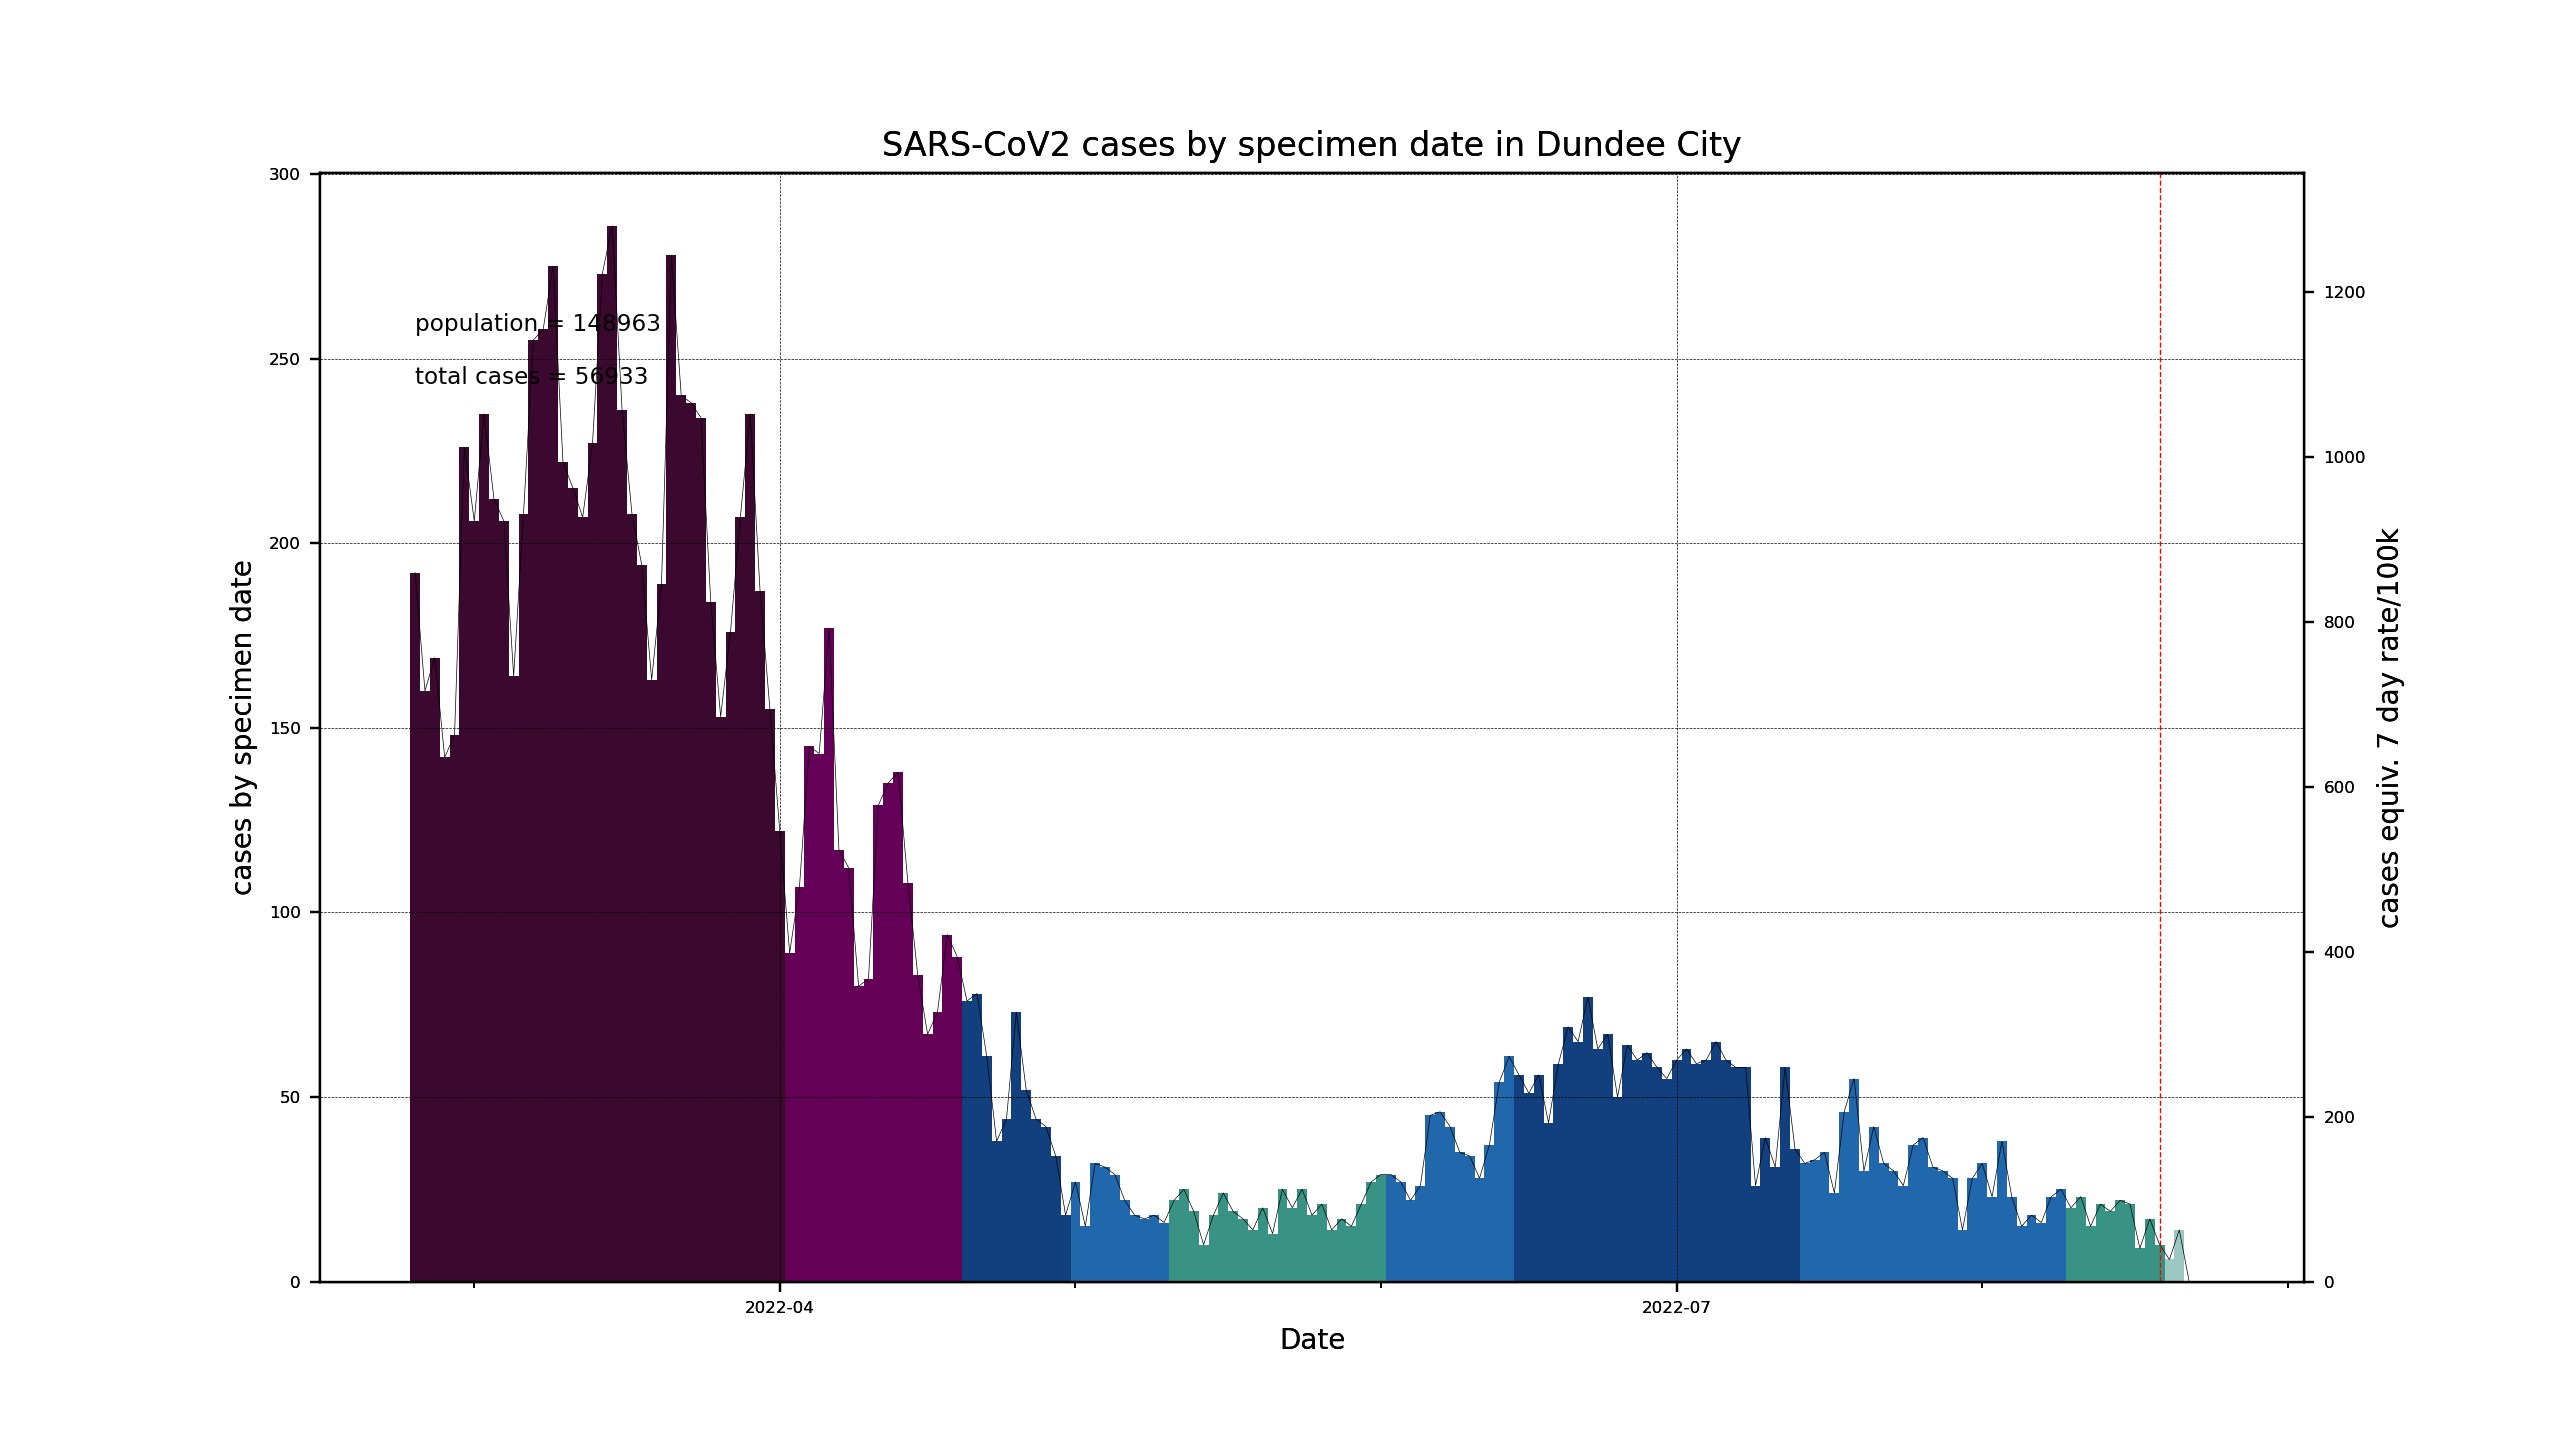 SARS-CoV2 cases by specimen date in Dundee City
300
250
200
150
100
50
0
cases by specimen date
population = 148963
total cases = 56933
1200
1000
800
600
400
200
0
cases equiv. 7 day rate/100k
2022-04
2022-07
Date